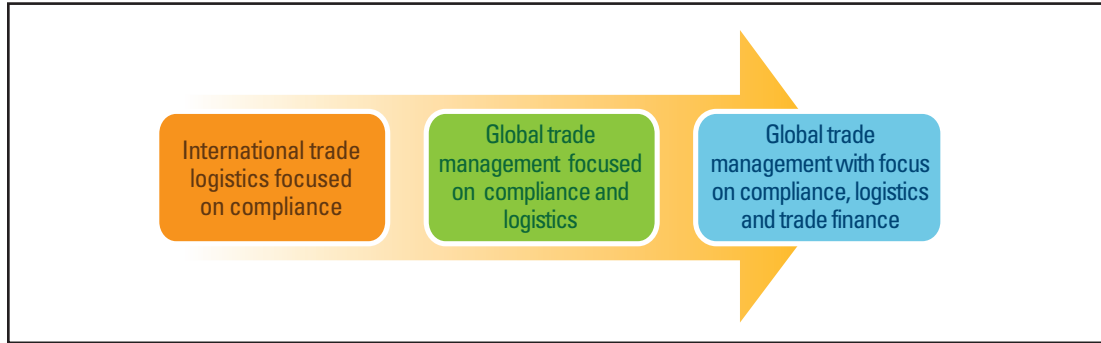 International trade
logistics focused
on compliance
Global trade
management focused
on compliance and
logistics
Global trade
management with focus
on compliance, logistics
and trade finance